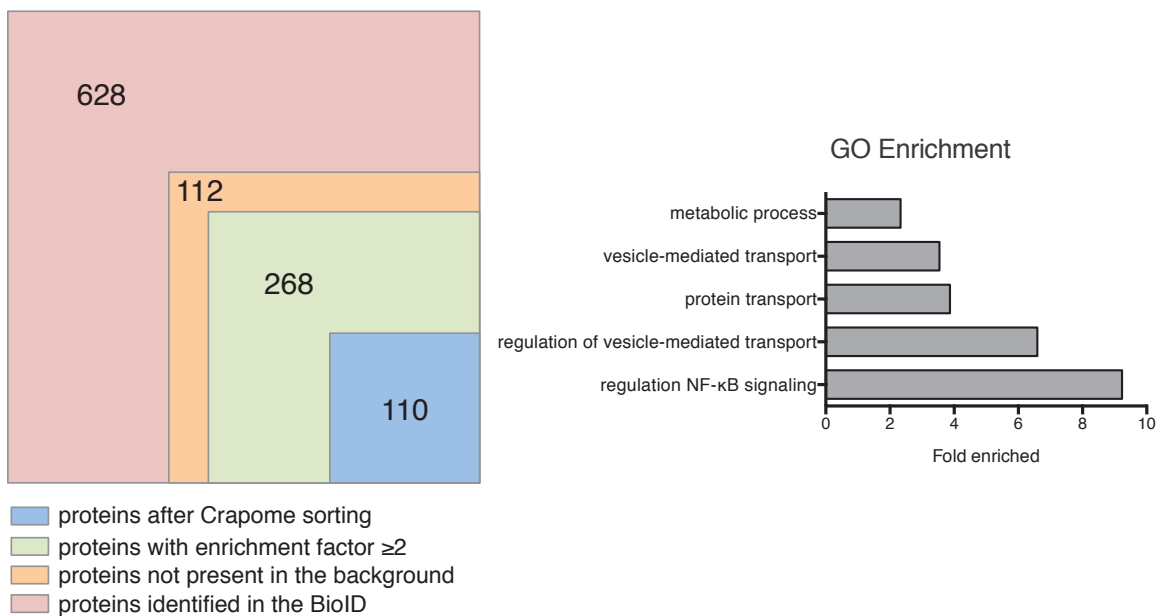 628
112
268
110
proteins after Crapome sorting
proteins with enrichment factor ≥2
proteins not present in the background
proteins identified in the BioID
GO Enrichment
metabolic process
vesicle-mediated transport
protein transport
regulation of vesicle-mediated transport
regulation NF-κB signaling
0 2 4 6 8 10
Fold enriched